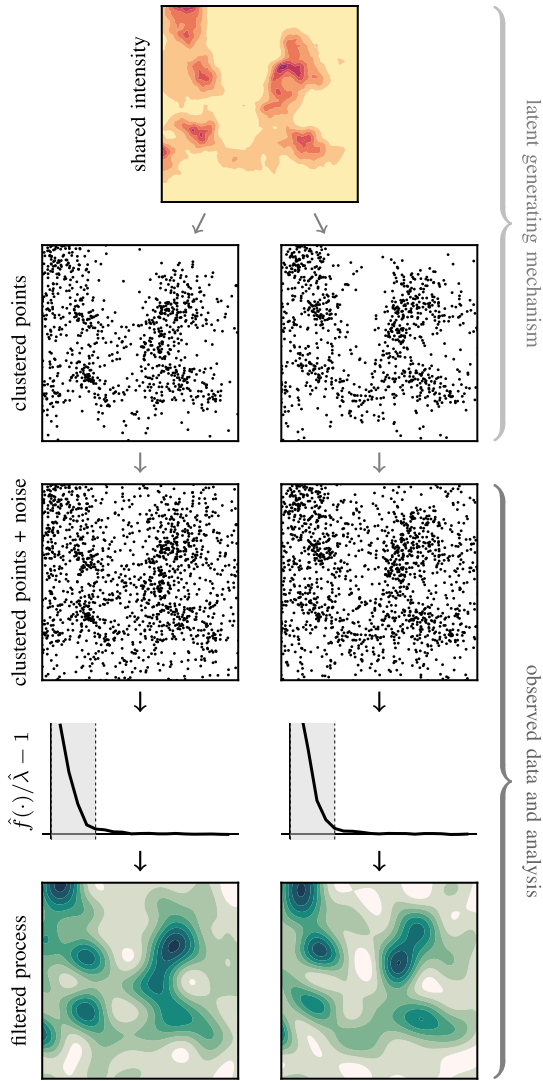 shared intensity
latent generating mechanism
clustered points
clustered points + noise
observed data and analysis
f̂(·)/λ̂ − 1
filtered process